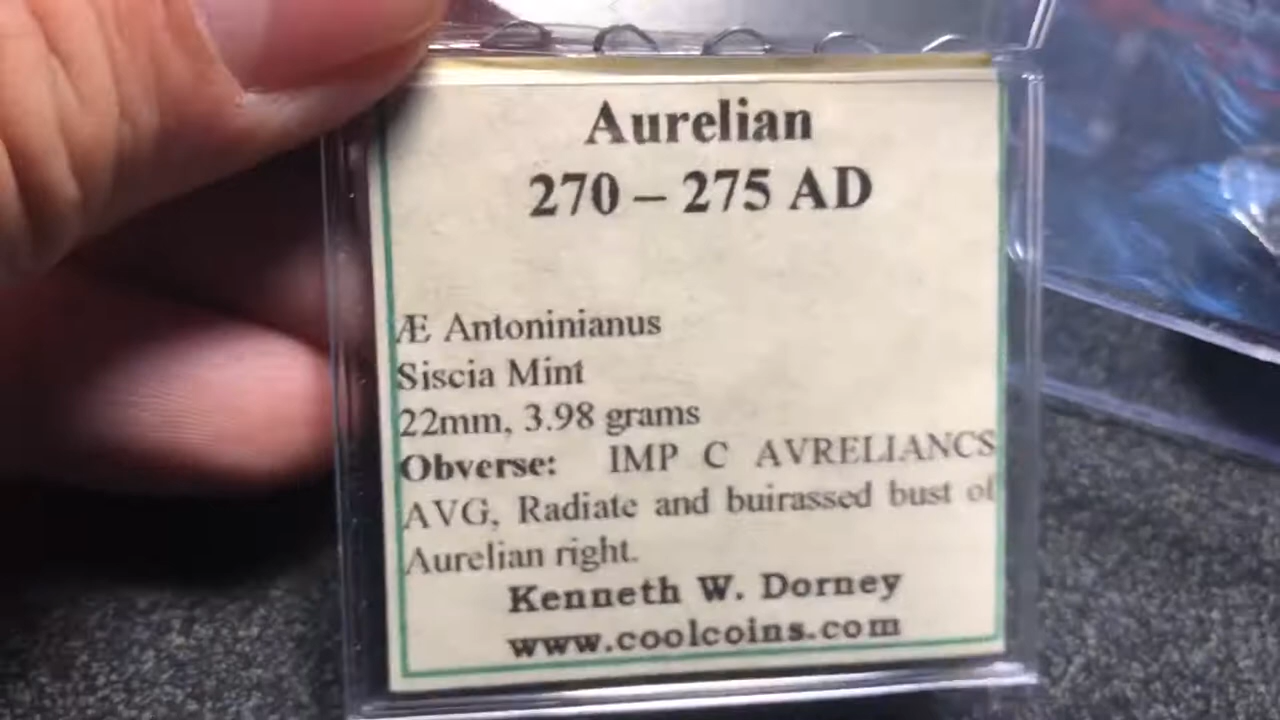 Aurelian
270 – 275 AD
Æ Antoninianus
Siscia Mint
22mm, 3.98 grams
Obverse: IMP C AVRELIANCS
AVG, Radiate and buirassed bust of
Aurelian right.
Kenneth W. Dorney
www.coolcoins.com